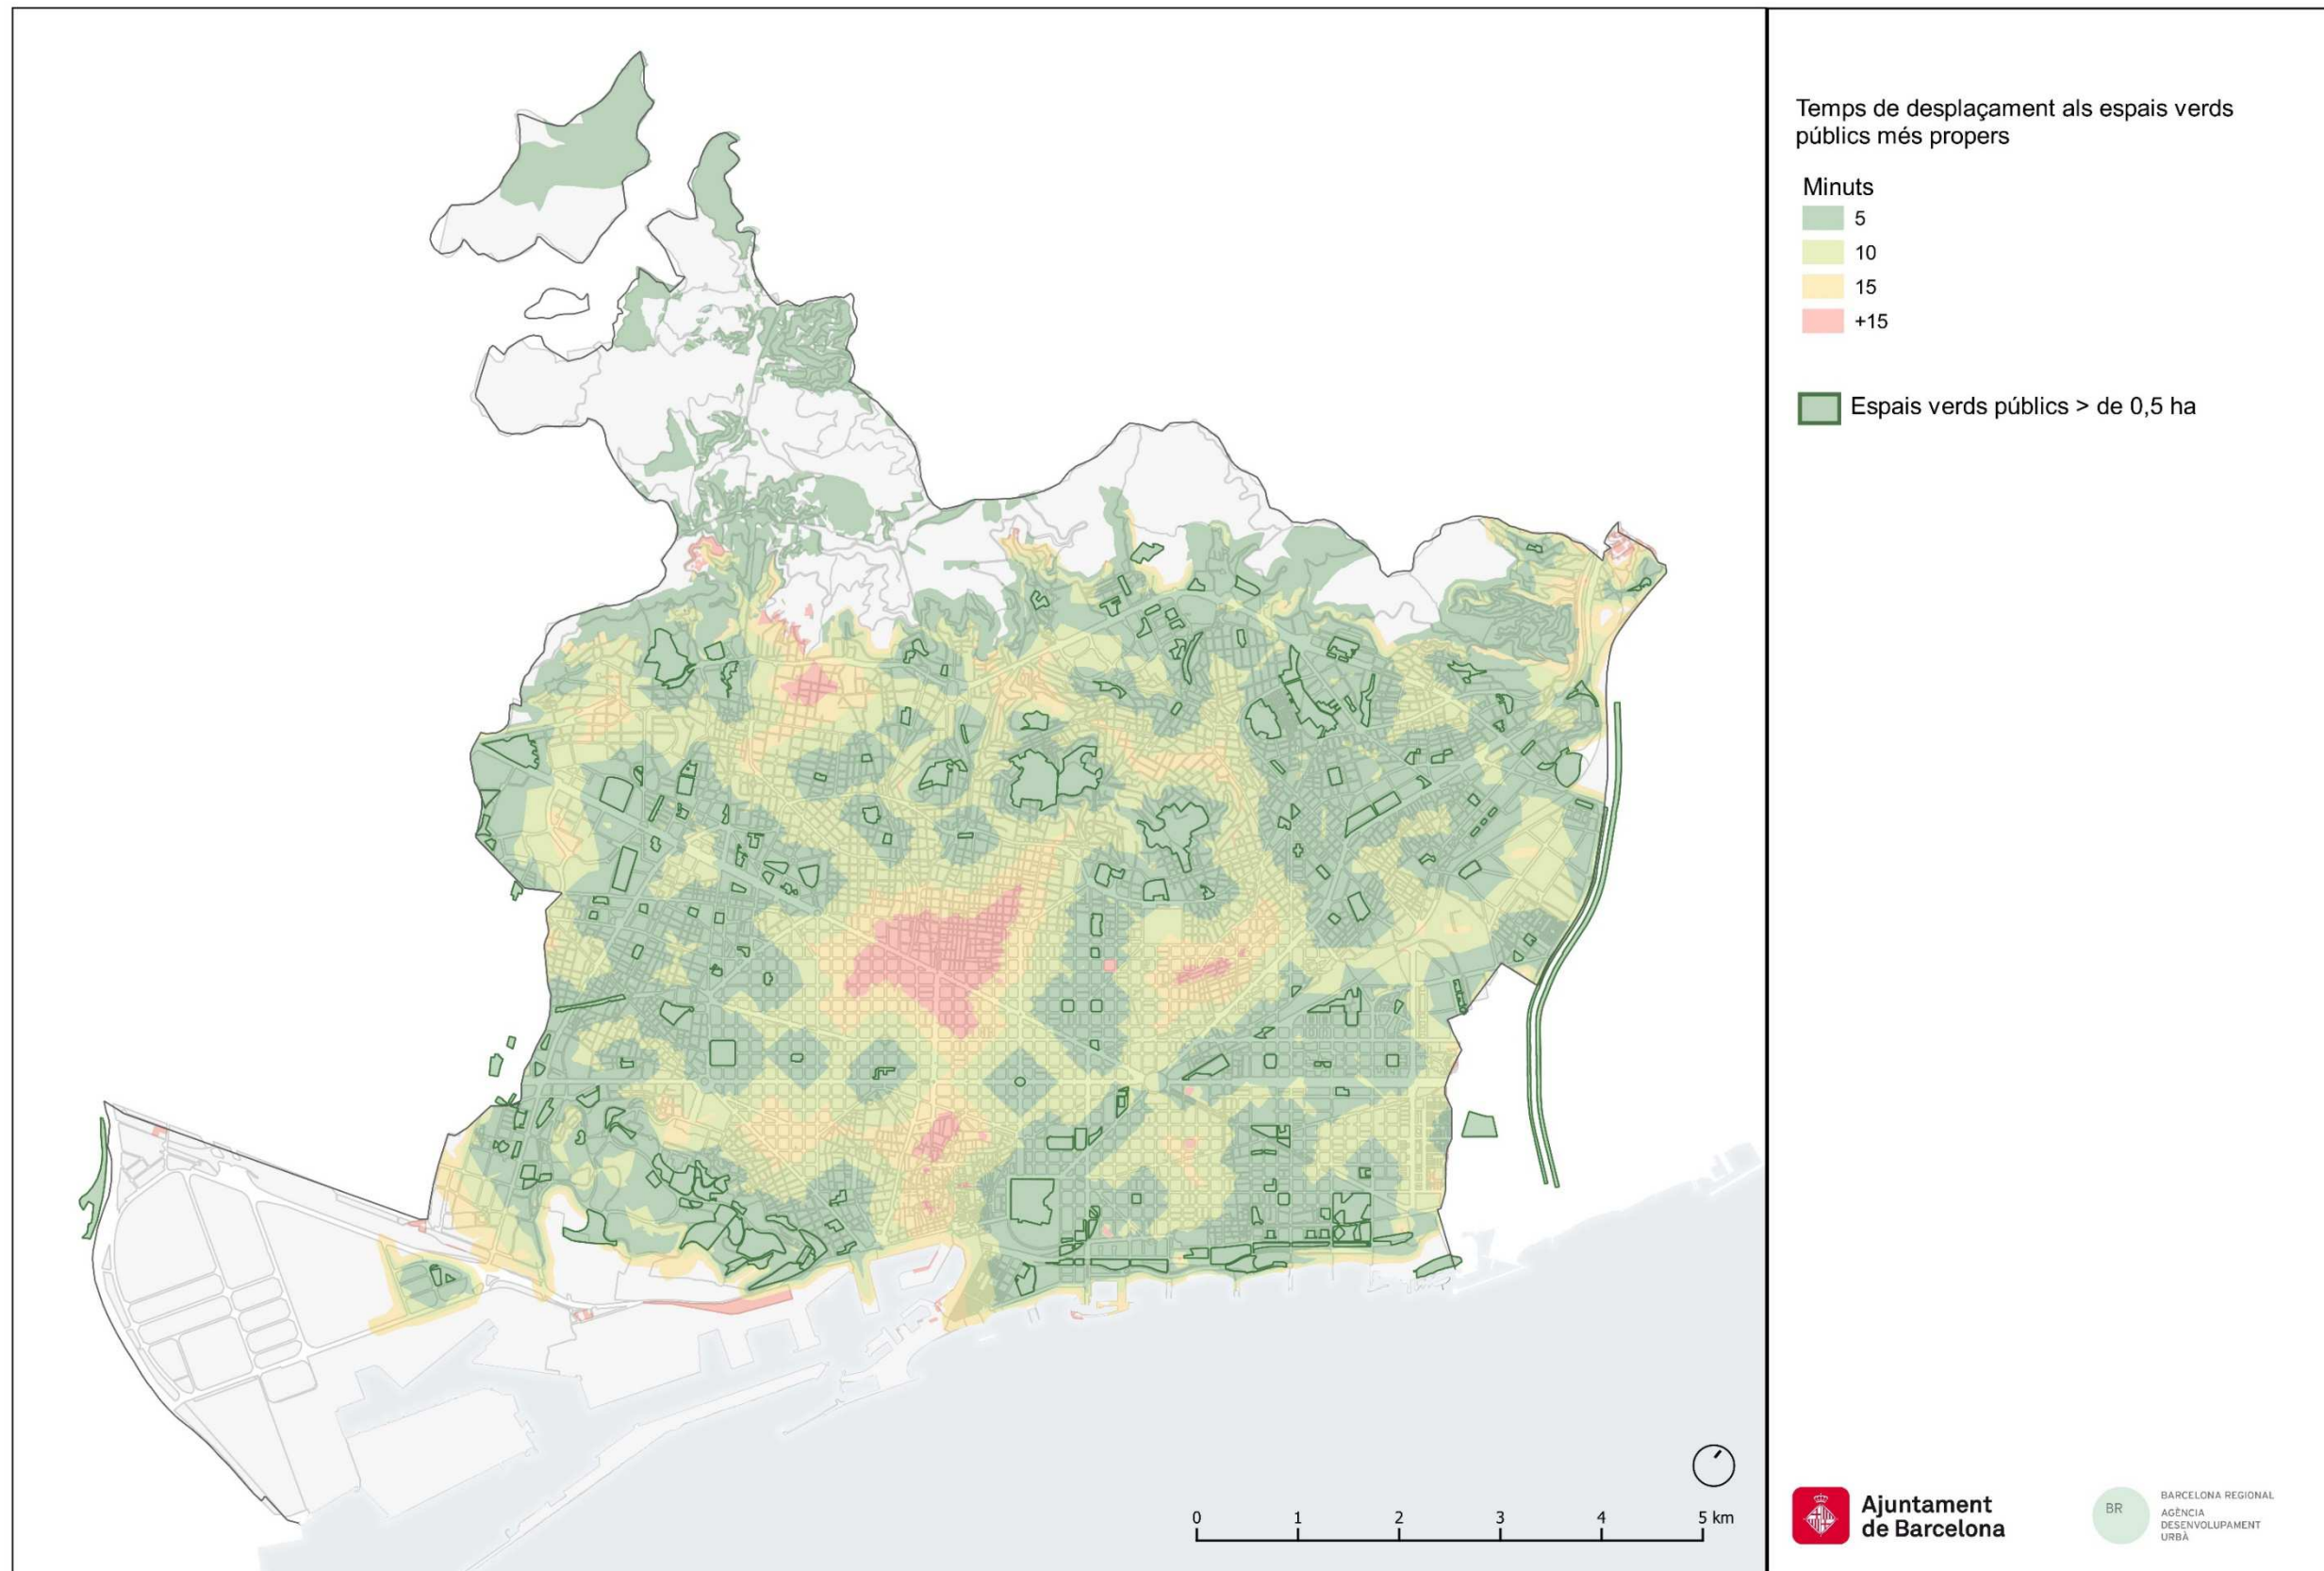 Temps de desplaçament als espais verds
públics més propers
Minuts
5
10
15
+15
Espais verds públics > de 0,5 ha
0 1 2 3 4 5 km
Ajuntament
de Barcelona
BR
BARCELONA REGIONAL
AGÈNCIA
DESENVOLUPAMENT
URBÀ